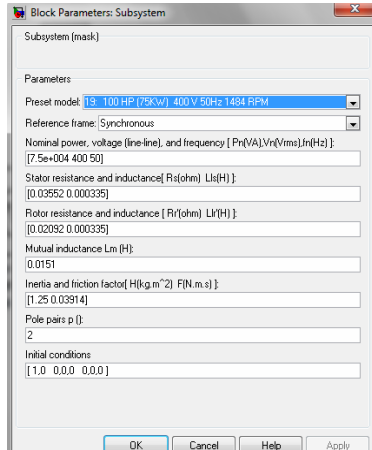 Block Parameters: Subsystem
Subsystem (mask)
Parameters
Preset model: 19: 100 HP (75KW) 400 V 50Hz 1484 RPM
Reference frame: Synchronous
Nominal power, voltage (line-line), and frequency [ Pn(VA),Vn(Vrms),fn(Hz) ]:
[7.5e+004 400 50]
Stator resistance and inductance[ Rs(ohm) Lls(H) ]:
[0.03552 0.000335]
Rotor resistance and inductance [ Rr'(ohm) Llr'(H) ]:
[0.02092 0.000335]
Mutual inductance Lm (H):
0.0151
Inertia and friction factor[ H(kg.m^2) F(N.m.s) ]:
[1.25 0.03914]
Pole pairs p ():
2
Initial conditions
[ 1,0 0,0,0 0,0,0 ]
OK Cancel Help Apply